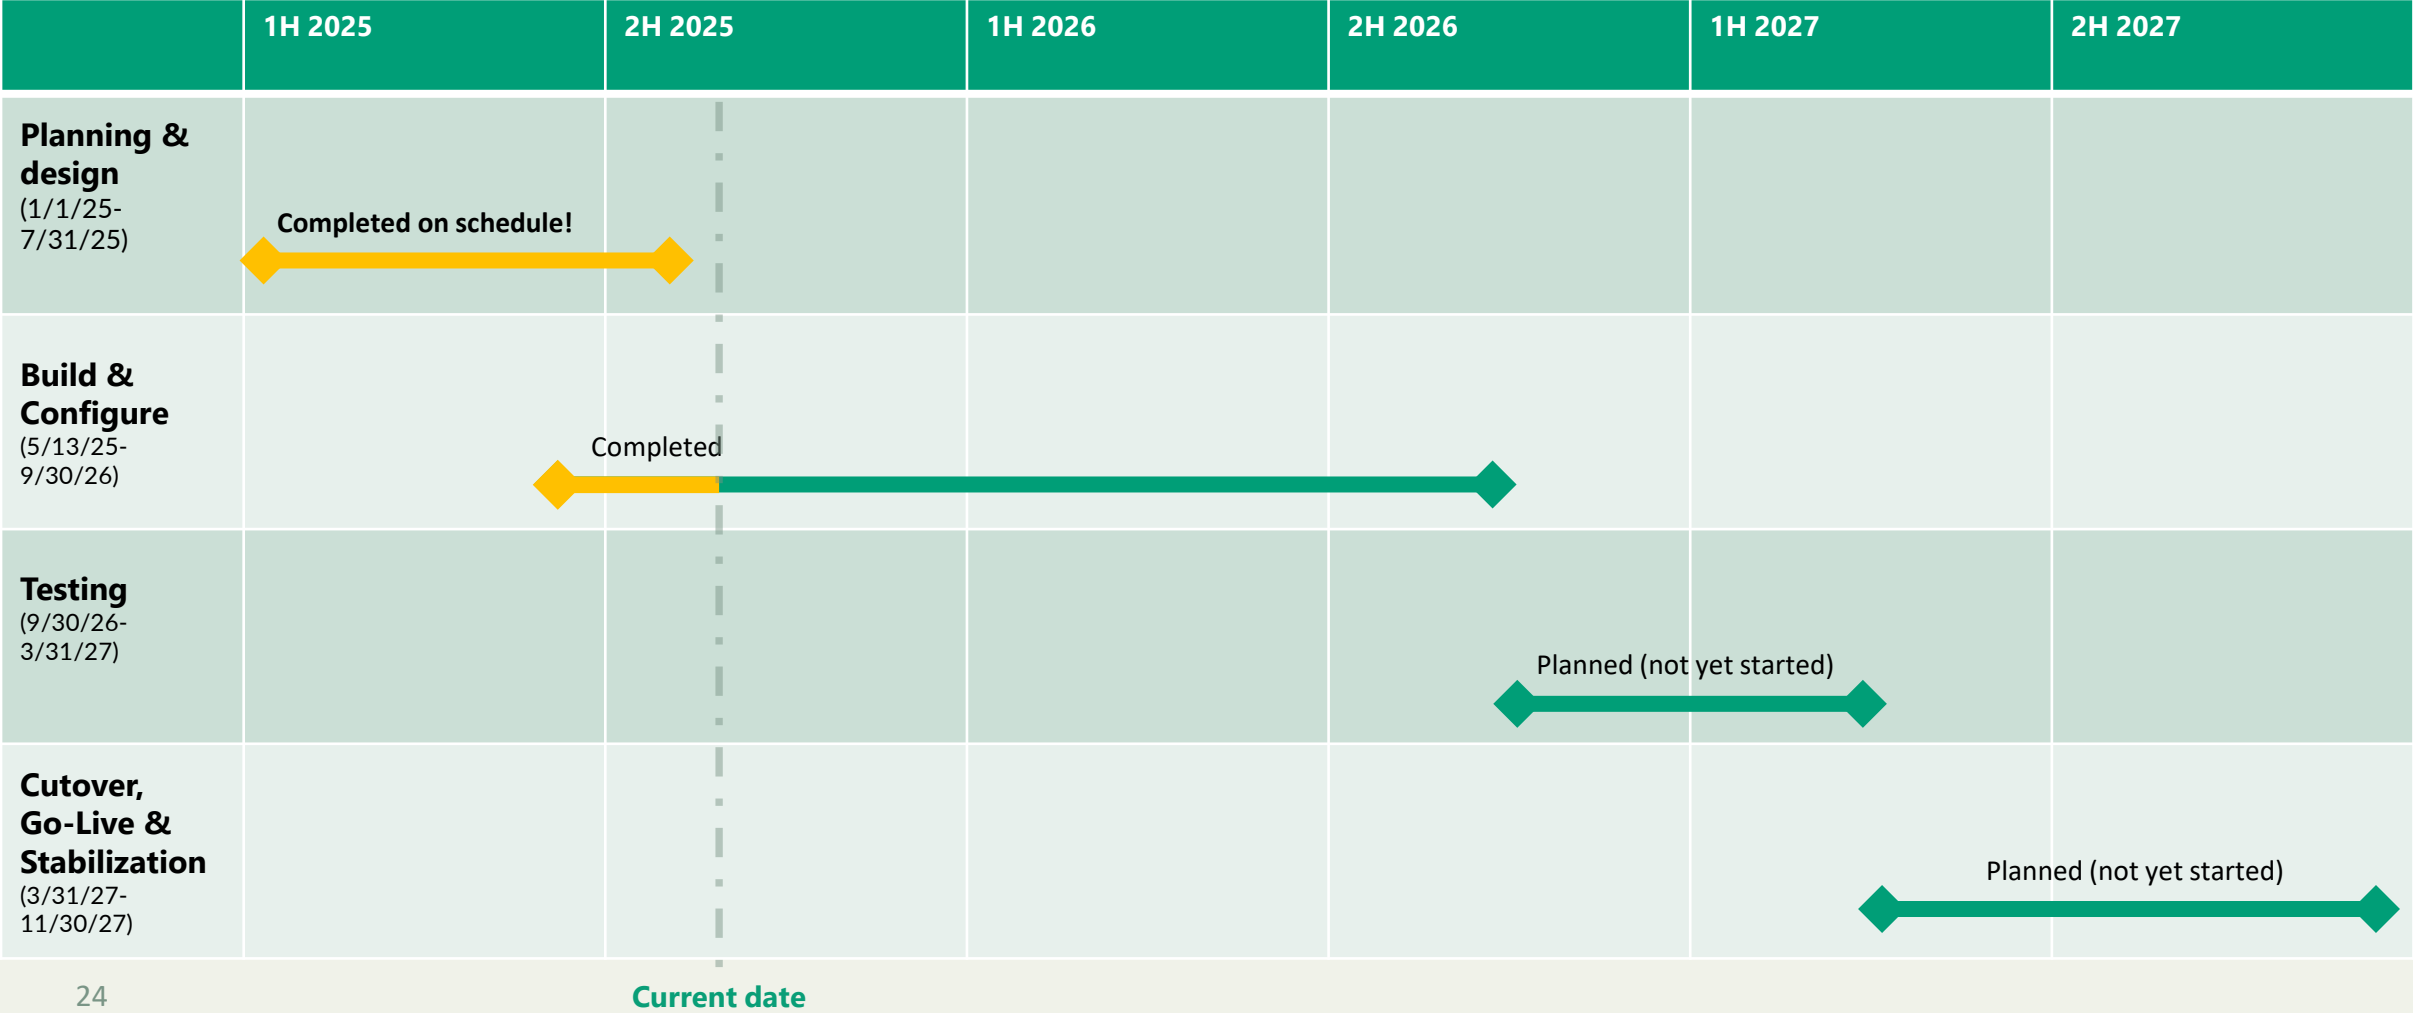 1H 2025
2H 2025
1H 2026
2H 2026
1H 2027
2H 2027
Planning &
design
(1/1/25-
7/31/25)
Completed on schedule!
Build &
Configure
(5/13/25-
9/30/26)
Completed
Testing
(9/30/26-
3/31/27)
Planned (not yet started)
Cutover,
Go-Live &
Stabilization
(3/31/27-
11/30/27)
Planned (not yet started)
24
Current date